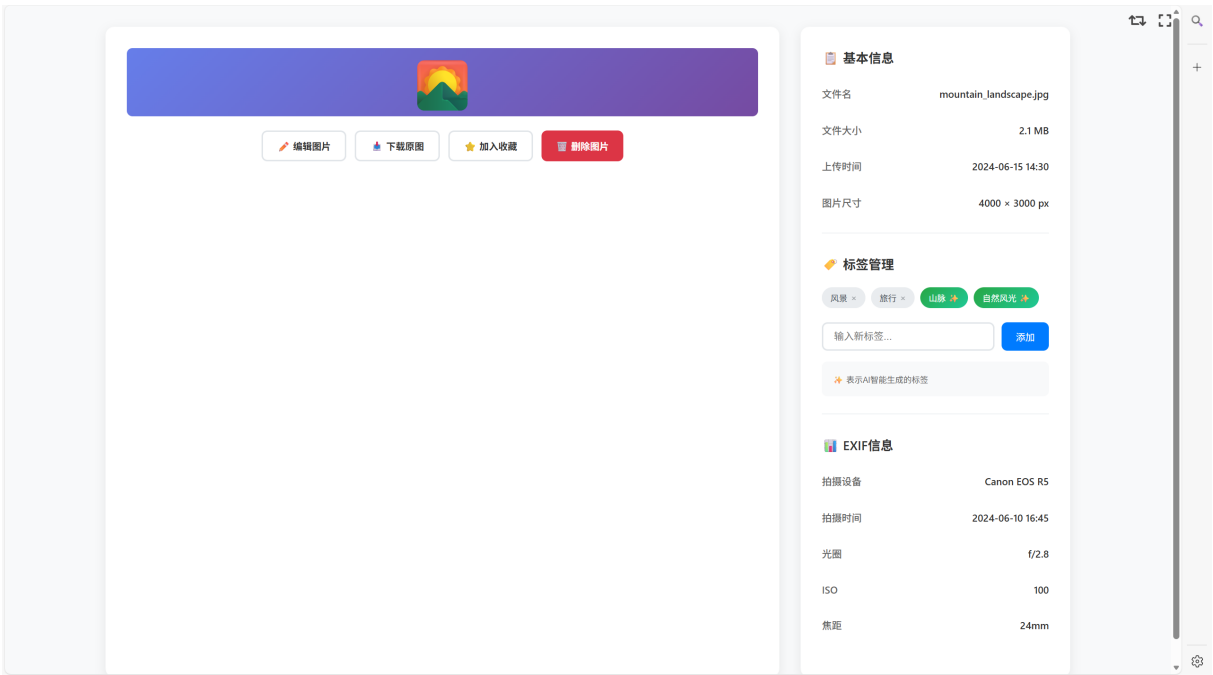 编辑图片
下载原图
加入收藏
删除图片
基本信息
文件名 mountain_landscape.jpg
文件大小 2.1 MB
上传时间 2024-06-15 14:30
图片尺寸 4000 × 3000 px
标签管理
风景 × 旅行 × 山脉 自然风光
输入新标签... 添加
表示AI智能生成的标签
EXIF信息
拍摄设备 Canon EOS R5
拍摄时间 2024-06-10 16:45
光圈 f/2.8
ISO 100
焦距 24mm